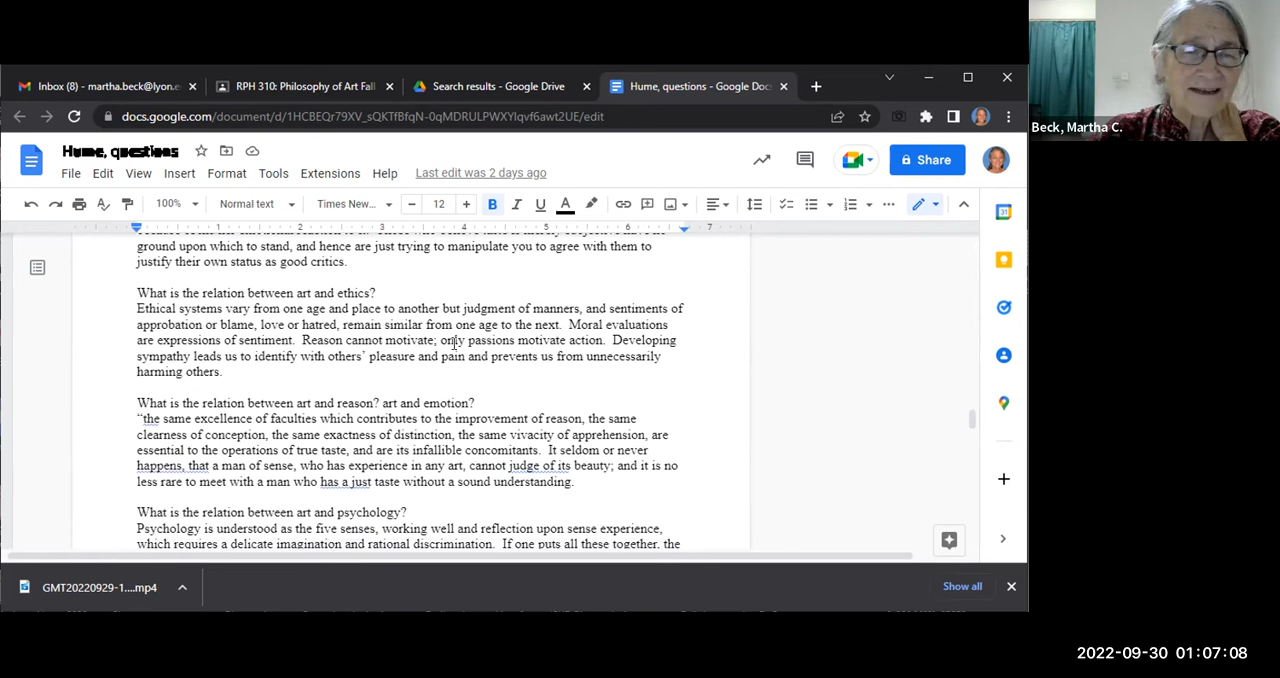 Inbox (8) - martha.beck@lyon.e
RPH 310: Philosophy of Art Fall
Search results - Google Drive
Hume, questions - Google Doc
docs.google.com/document/d/1HCBEQr79XV_sQKTfBfqN-0qMDRULPWXYlqvf6awt2UE/edit
Beck, Martha C.
Hume, questions
File Edit View Insert Format Tools Extensions Help Last edit was 2 days ago
Share
100% Normal text Times New... 12 B I U A
1 2 3 4 5 6 7
ground upon which to stand, and hence are just trying to manipulate you to agree with them to
justify their own status as good critics.
What is the relation between art and ethics?
Ethical systems vary from one age and place to another but judgment of manners, and sentiments of
approbation or blame, love or hatred, remain similar from one age to the next. Moral evaluations
are expressions of sentiment. Reason cannot motivate; only passions motivate action. Developing
sympathy leads us to identify with others' pleasure and pain and prevents us from unnecessarily
harming others.
What is the relation between art and reason? art and emotion?
"the same excellence of faculties which contributes to the improvement of reason, the same
clearness of conception, the same exactness of distinction, the same vivacity of apprehension, are
essential to the operations of true taste, and are its infallible concomitants. It seldom or never
happens, that a man of sense, who has experience in any art, cannot judge of its beauty; and it is no
less rare to meet with a man who has a just taste without a sound understanding.
What is the relation between art and psychology?
Psychology is understood as the five senses, working well and reflection upon sense experience,
which requires a delicate imagination and rational discrimination. If one puts all these together, the
GMT20220929-1....mp4
Show all
2022-09-30 01:07:08